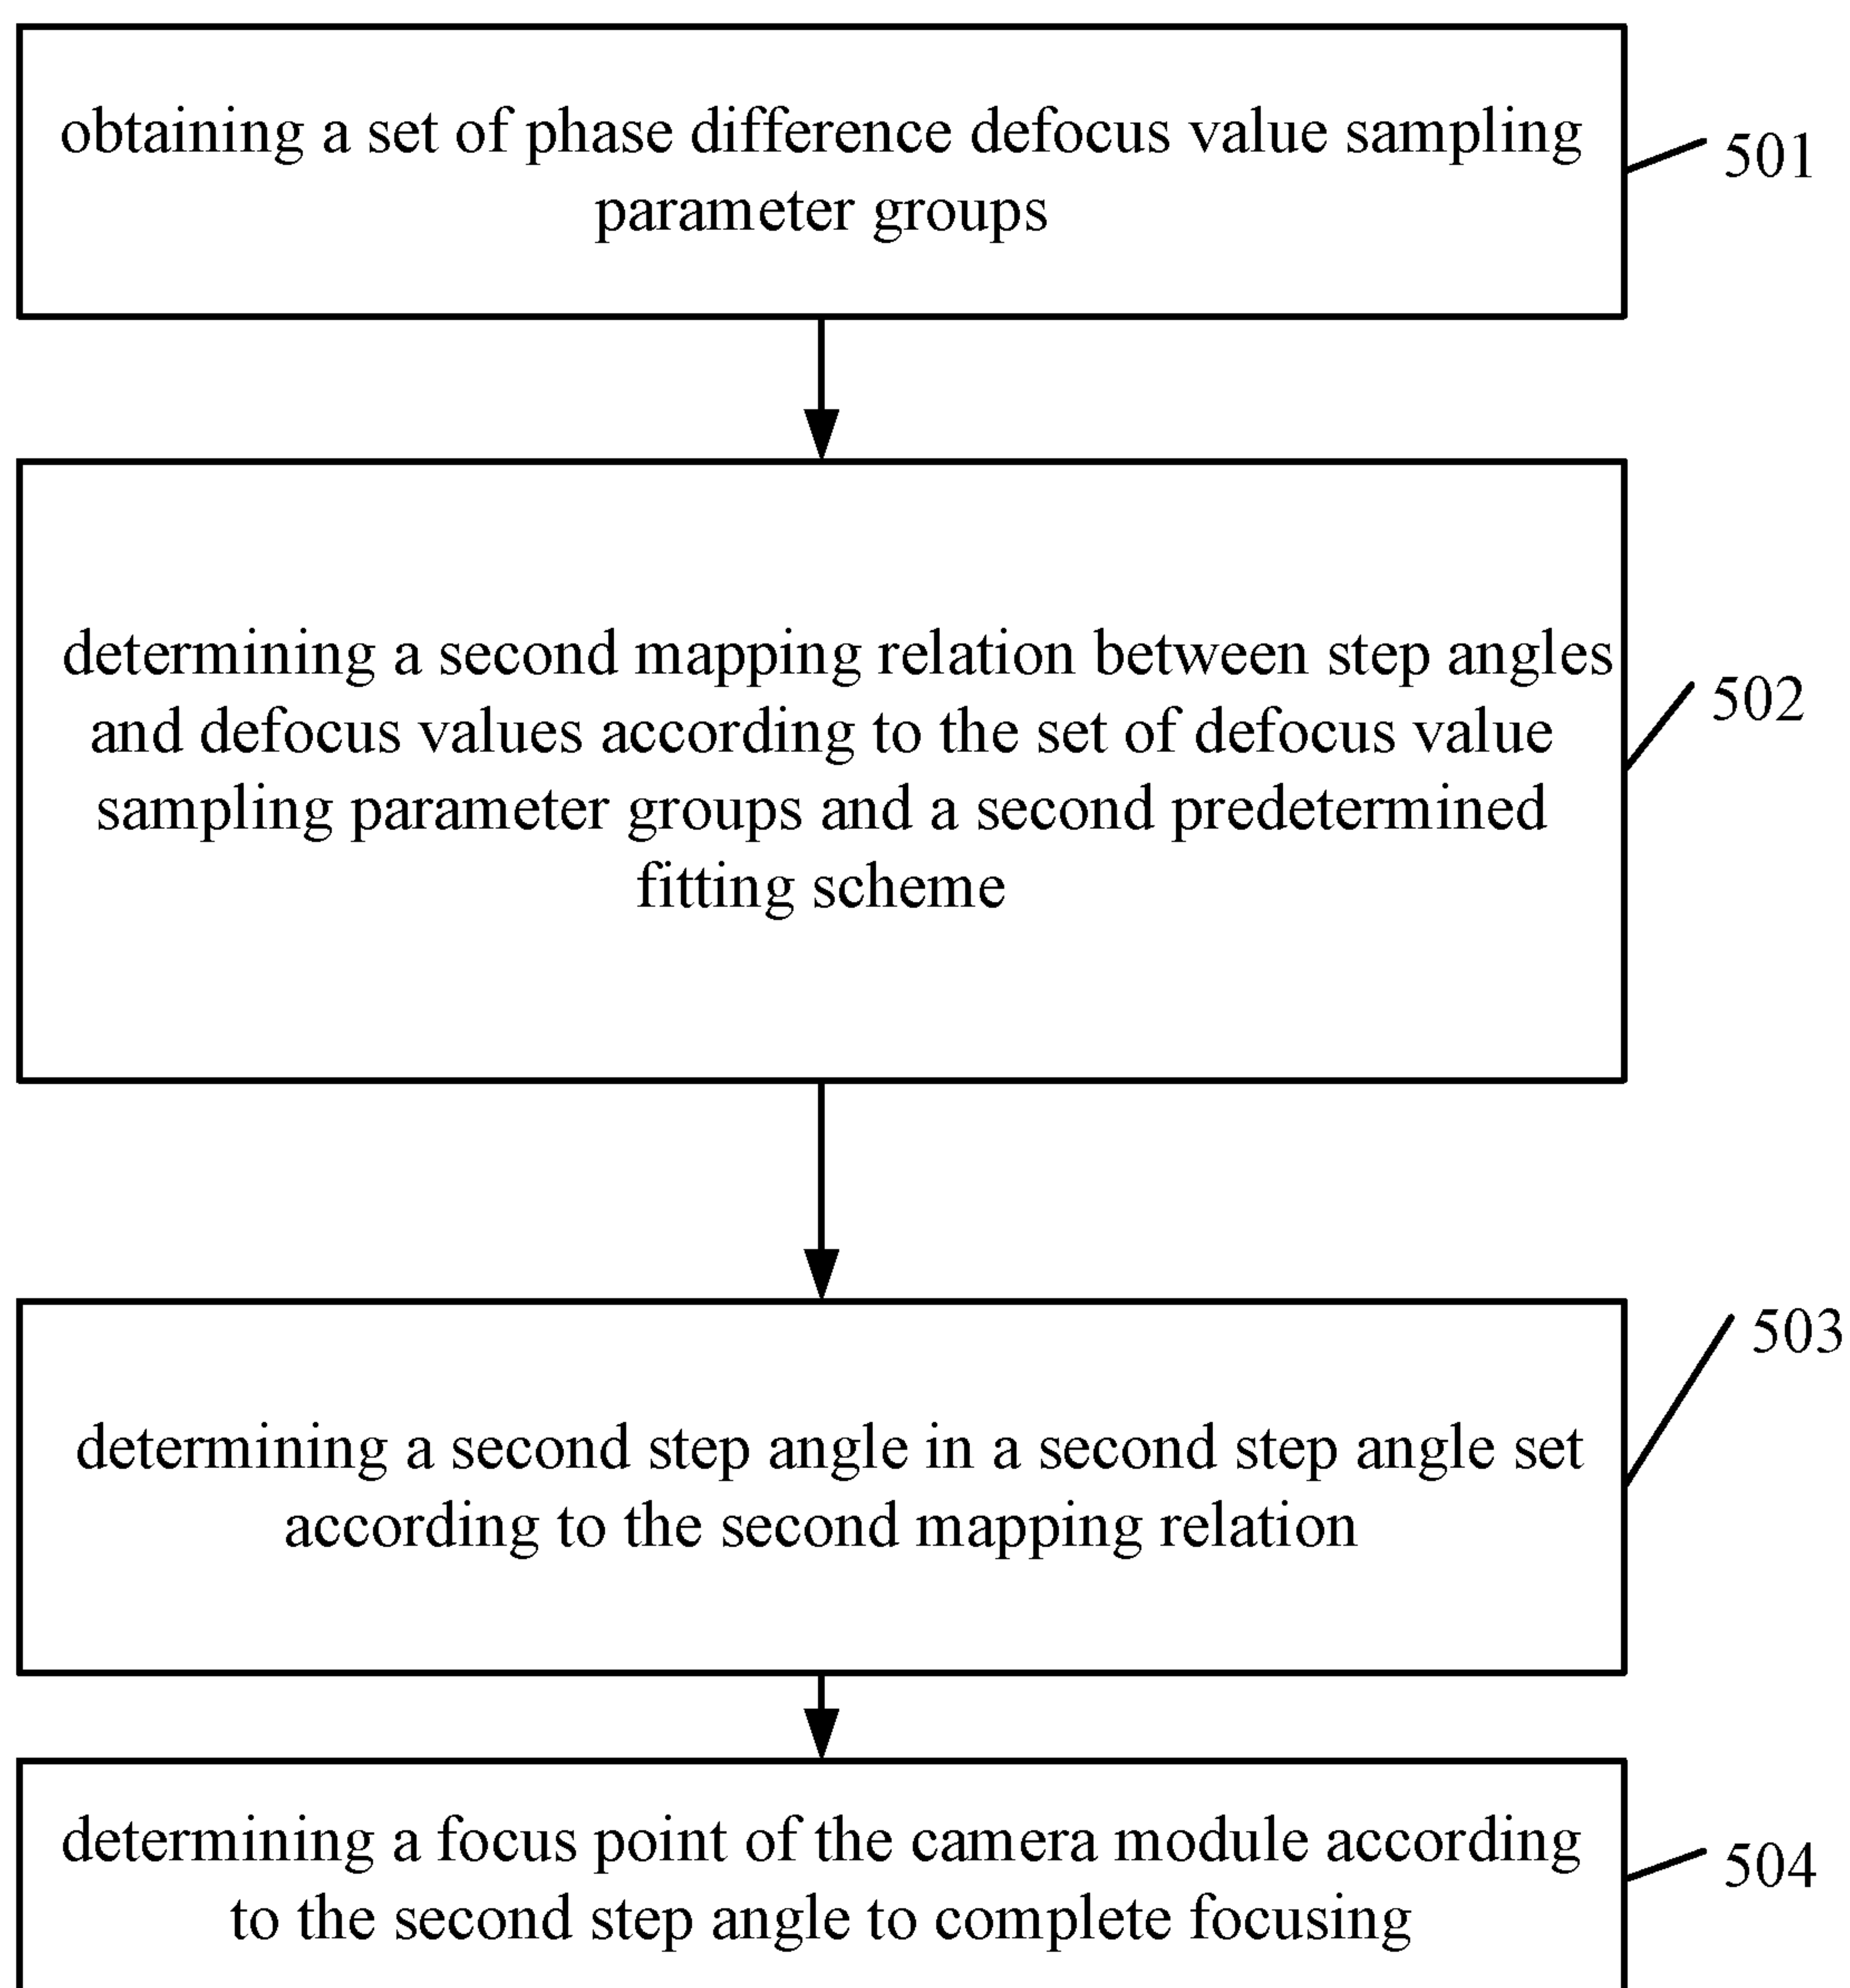 obtaining a set of phase difference defocus value sampling
parameter groups
501
determining a second mapping relation between step angles
and defocus values according to the set of defocus value
sampling parameter groups and a second predetermined
fitting scheme
502
determining a second step angle in a second step angle set
according to the second mapping relation
503
determining a focus point of the camera module according
to the second step angle to complete focusing
504